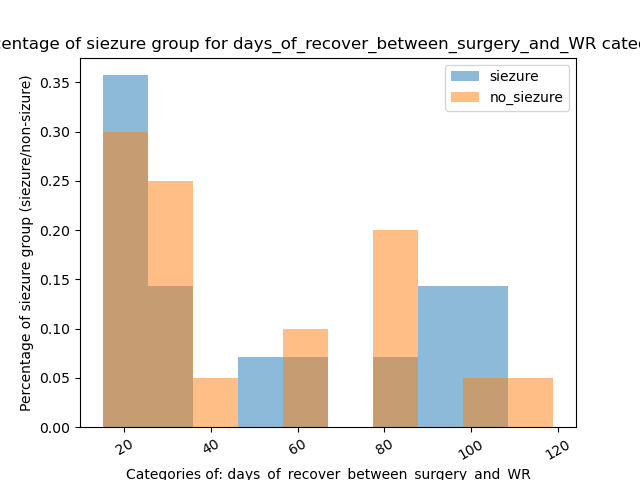 centage of siezure group for days_of_recover_between_surgery_and_WR cate
siezure
no_siezure
Percentage of siezure group (siezure/non-sizure)
0.35
0.30
0.25
0.20
0.15
0.10
0.05
0.00
20
40
60
80
100
120
Categories of: days_of_recover_between_surgery_and_WR